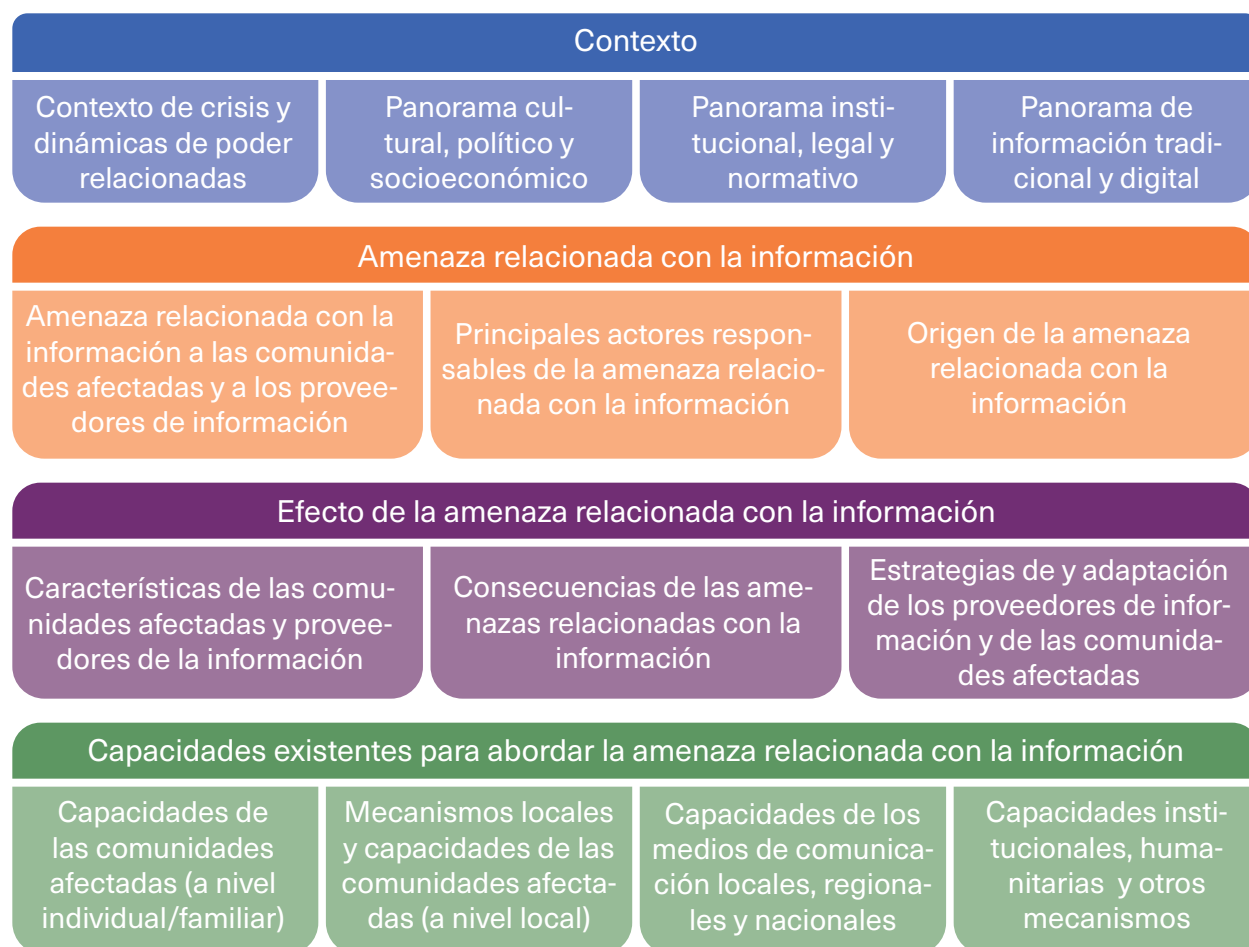 Contexto
Contexto de crisis y
dinámicas de poder
relacionadas
Panorama cul-
tural, político y
socioeconómico
Panorama insti-
tucional, legal y
normativo
Panorama de
información tradi-
cional y digital
Amenaza relacionada con la información
Amenaza relacionada con la
información a las comunida-
des afectadas y a los provee-
dores de información
Principales actores respon-
sables de la amenaza relacio-
nada con la información
Origen de la amenaza
relacionada con la
información
Efecto de la amenaza relacionada con la información
Características de las comu-
nidades afectadas y provee-
dores de la información
Consecuencias de las ame-
nazas relacionadas con la
información
Estrategias de y adaptación
de los proveedores de infor-
mación y de las comunida-
des afectadas
Capacidades existentes para abordar la amenaza relacionada con la información
Capacidades de
las comunidades
afectadas (a nivel
individual/familiar)
Mecanismos locales
y capacidades de las
comunidades afecta-
das (a nivel local)
Capacidades de los
medios de comunica-
ción locales, regiona-
les y nacionales
Capacidades insti-
tucionales, huma-
nitarias y otros
mecanismos